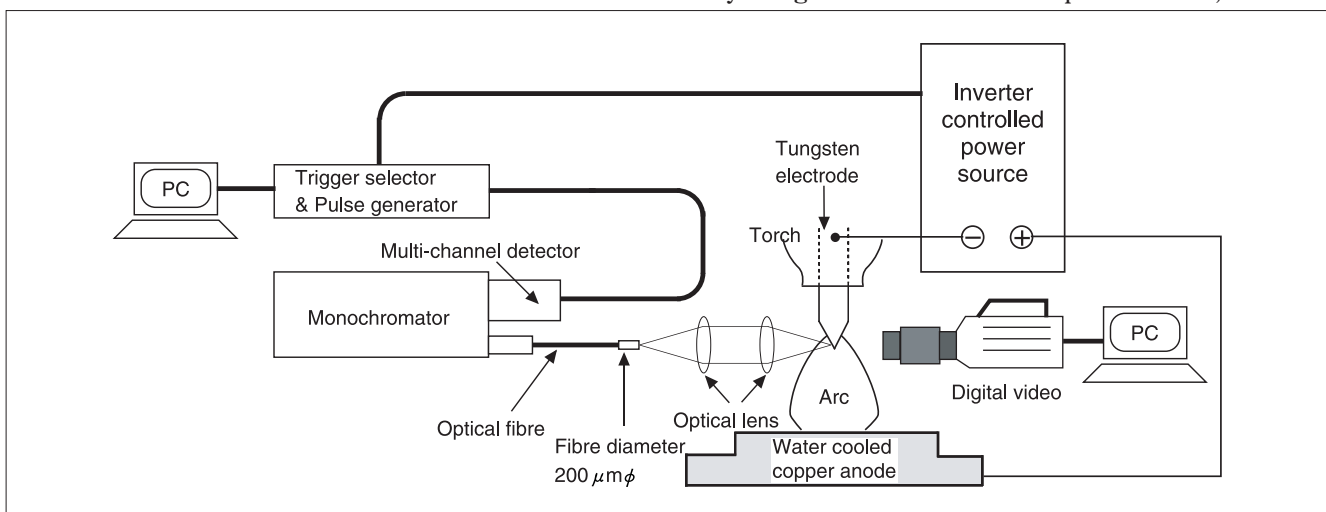 Inverter
controlled
power
source
Tungsten
electrode
PC
Trigger selector
& Pulse generator
Torch
− +
Multi-channel detector
Monochromator
PC
Digital video
Arc
Optical lens
Optical fibre
Fibre diameter
200 μmϕ
Water cooled
copper anode